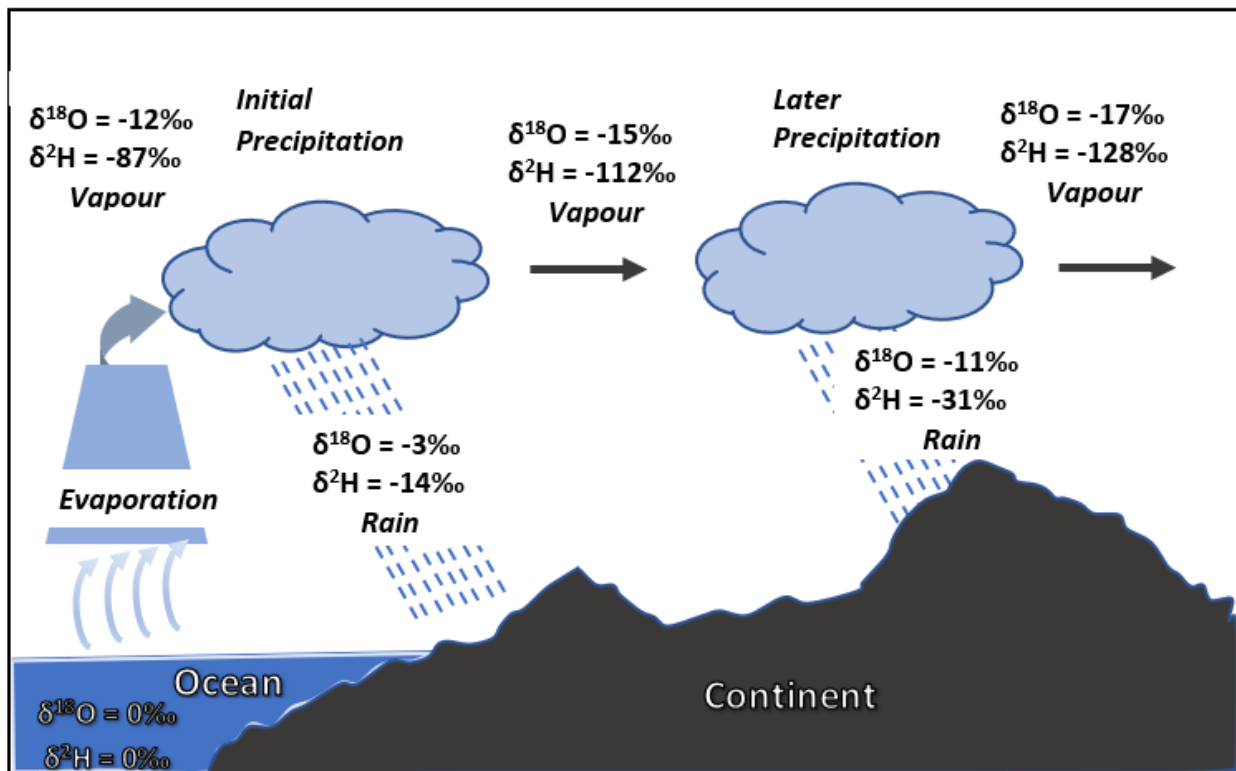 δ¹⁸O = -12‰
δ²H = -87‰
Vapour
Initial
Precipitation
δ¹⁸O = -15‰
δ²H = -112‰
Vapour
Later
Precipitation
δ¹⁸O = -17‰
δ²H = -128‰
Vapour
Evaporation
δ¹⁸O = -3‰
δ²H = -14‰
Rain
δ¹⁸O = -11‰
δ²H = -31‰
Rain
Ocean
δ¹⁸O = 0‰
δ²H = 0‰
Continent